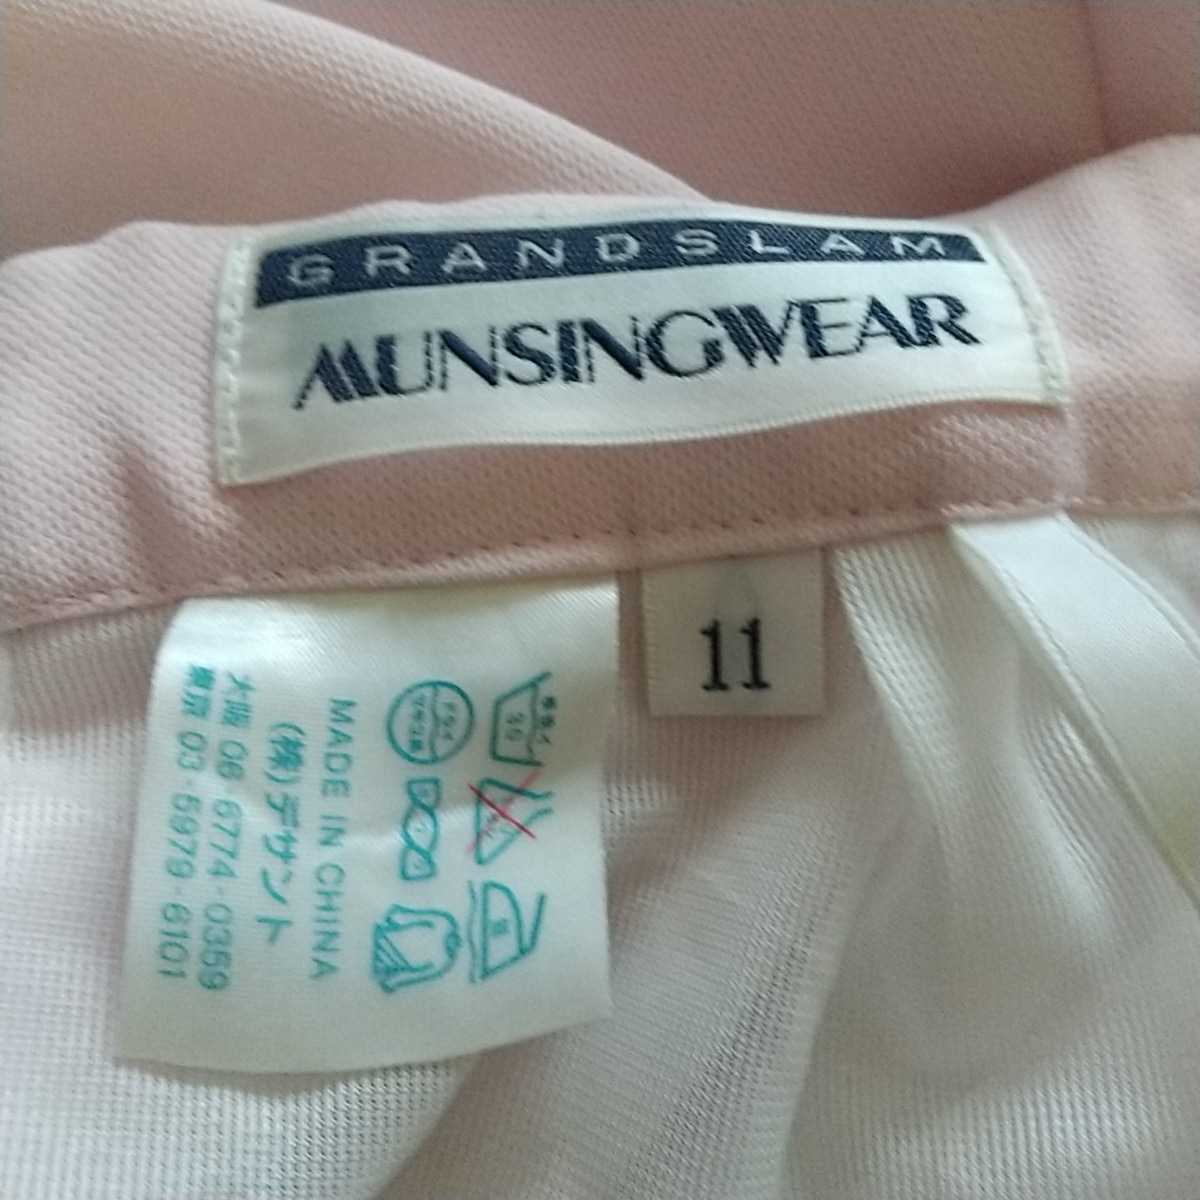 GRANDSLAM
MUNSINGWEAR
11
MADE IN CHINA
(株)デサント
大阪 06-6774-0359
東京 03-5979-6101